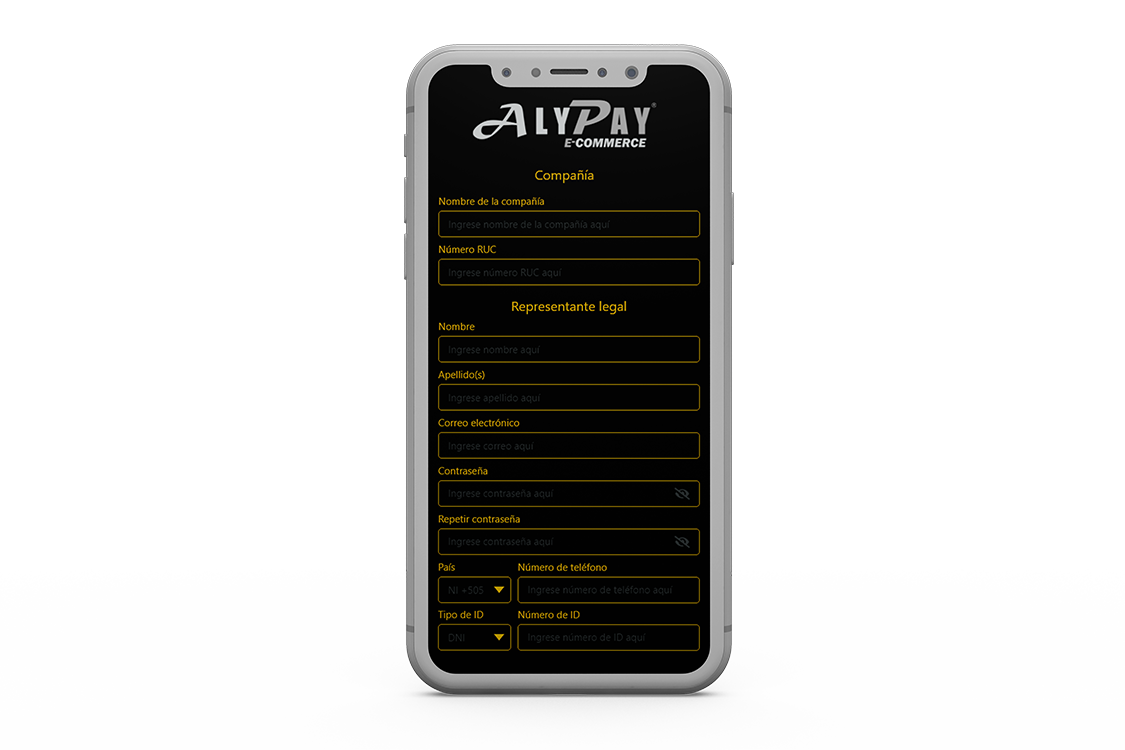 ALYPAY®
E-COMMERCE
Compañía
Nombre de la compañía
Ingrese nombre de la compañía aquí
Número RUC
Ingrese número RUC aquí
Representante legal
Nombre
Ingrese nombre aquí
Apellido(s)
Ingrese apellido aquí
Correo electrónico
Ingrese correo aquí
Contraseña
Ingrese contraseña aquí
Repetir contraseña
Ingrese contraseña aquí
País Número de teléfono
NI +505 Ingrese número de teléfono aquí
Tipo de ID Número de ID
DNI Ingrese número de ID aquí